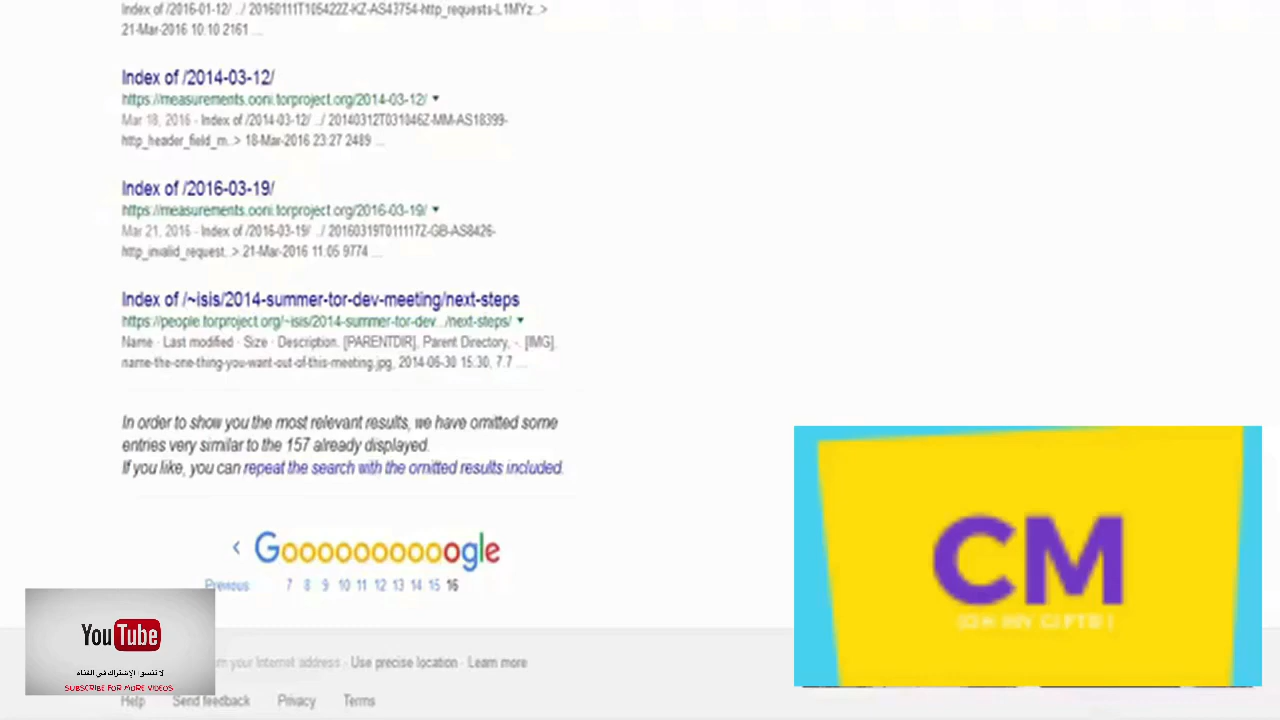 Index of /2016-01-12/ ../ 20160111T105422Z-KZ-AS43754-http_requests-L1MYz..>
21-Mar-2016 10:10 2161 ...
Index of /2014-03-12/
https://measurements.ooni.torproject.org/2014-03-12/
Mar 18, 2016 - Index of /2014-03-12/ ../ 20140312T031046Z-MM-AS18399-
http_header_field_m..> 18-Mar-2016 23:27 2489 ...
Index of /2016-03-19/
https://measurements.ooni.torproject.org/2016-03-19/
Mar 21, 2016 - Index of /2016-03-19/ ../ 20160319T011117Z-GB-AS8426-
http_invalid_request..> 21-Mar-2016 11:05 9774 ...
Index of /~isis/2014-summer-tor-dev-meeting/next-steps
https://people.torproject.org/~isis/2014-summer-tor-dev.../next-steps/
Name · Last modified · Size · Description. [PARENTDIR], Parent Directory, -. [IMG],
name-the-one-thing-you-want-out-of-this-meeting.jpg, 2014-06-30 15:30, 7.7 ...
In order to show you the most relevant results, we have omitted some
entries very similar to the 157 already displayed.
If you like, you can repeat the search with the omitted results included.
Goooooooooogle
Previous 7 8 9 10 11 12 13 14 15 16
your Internet address - Use precise location - Learn more
Help Send feedback Privacy Terms
YouTube
لا تنسو الإشتراك في القناة
SUBSCRIBE FOR MORE VIDEOS
CM